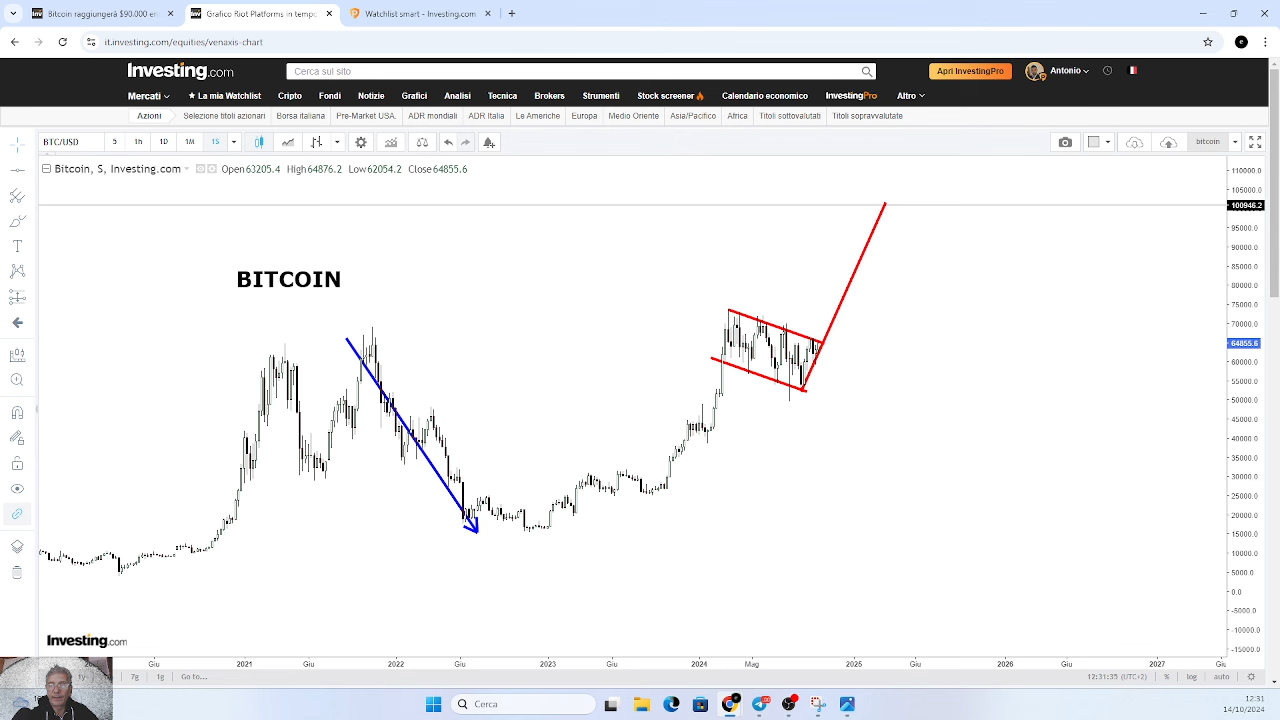 Bitcoin raggiungerà $90.000 en
Grafico Riot Platforms in tempo
Watchlist smart - Investing.com
it.investing.com/equities/venaxis-chart
Investing.com
Cerca sul sito
Apri InvestingPro
Antonio
Mercati
La mia Watchlist
Cripto
Fondi
Notizie
Grafici
Analisi
Tecnica
Brokers
Strumenti
Stock screener
Calendario economico
InvestingPro
Altro
Azioni
Selezione titoli azionari
Borsa italiana
Pre-Market USA.
ADR mondiali
ADR Italia
Le Americhe
Europa
Medio Oriente
Asia/Pacifico
Africa
Titoli sottovalutati
Titoli sopravvalutati
BTC/USD
5
1h
1D
1M
1S
bitcoin
Bitcoin, S, Investing.com
Open 63205.4 High 64876.2 Low 62054.2 Close 64855.6
BITCOIN
110000.0
105000.0
100946.2
95000.0
90000.0
85000.0
80000.0
75000.0
70000.0
64855.6
60000.0
55000.0
50000.0
45000.0
40000.0
35000.0
30000.0
25000.0
20000.0
15000.0
10000.0
5000.0
0.0
-5000.0
-10000.0
-15000.0
Investing.com
Giu
2021
Giu
2022
Giu
2023
Giu
2024
Mag
2025
Giu
2026
Giu
2027
7g
1g
Go to...
12:31:35 (UTC+2)
%
log
auto
Cerca
12:31
14/10/2024